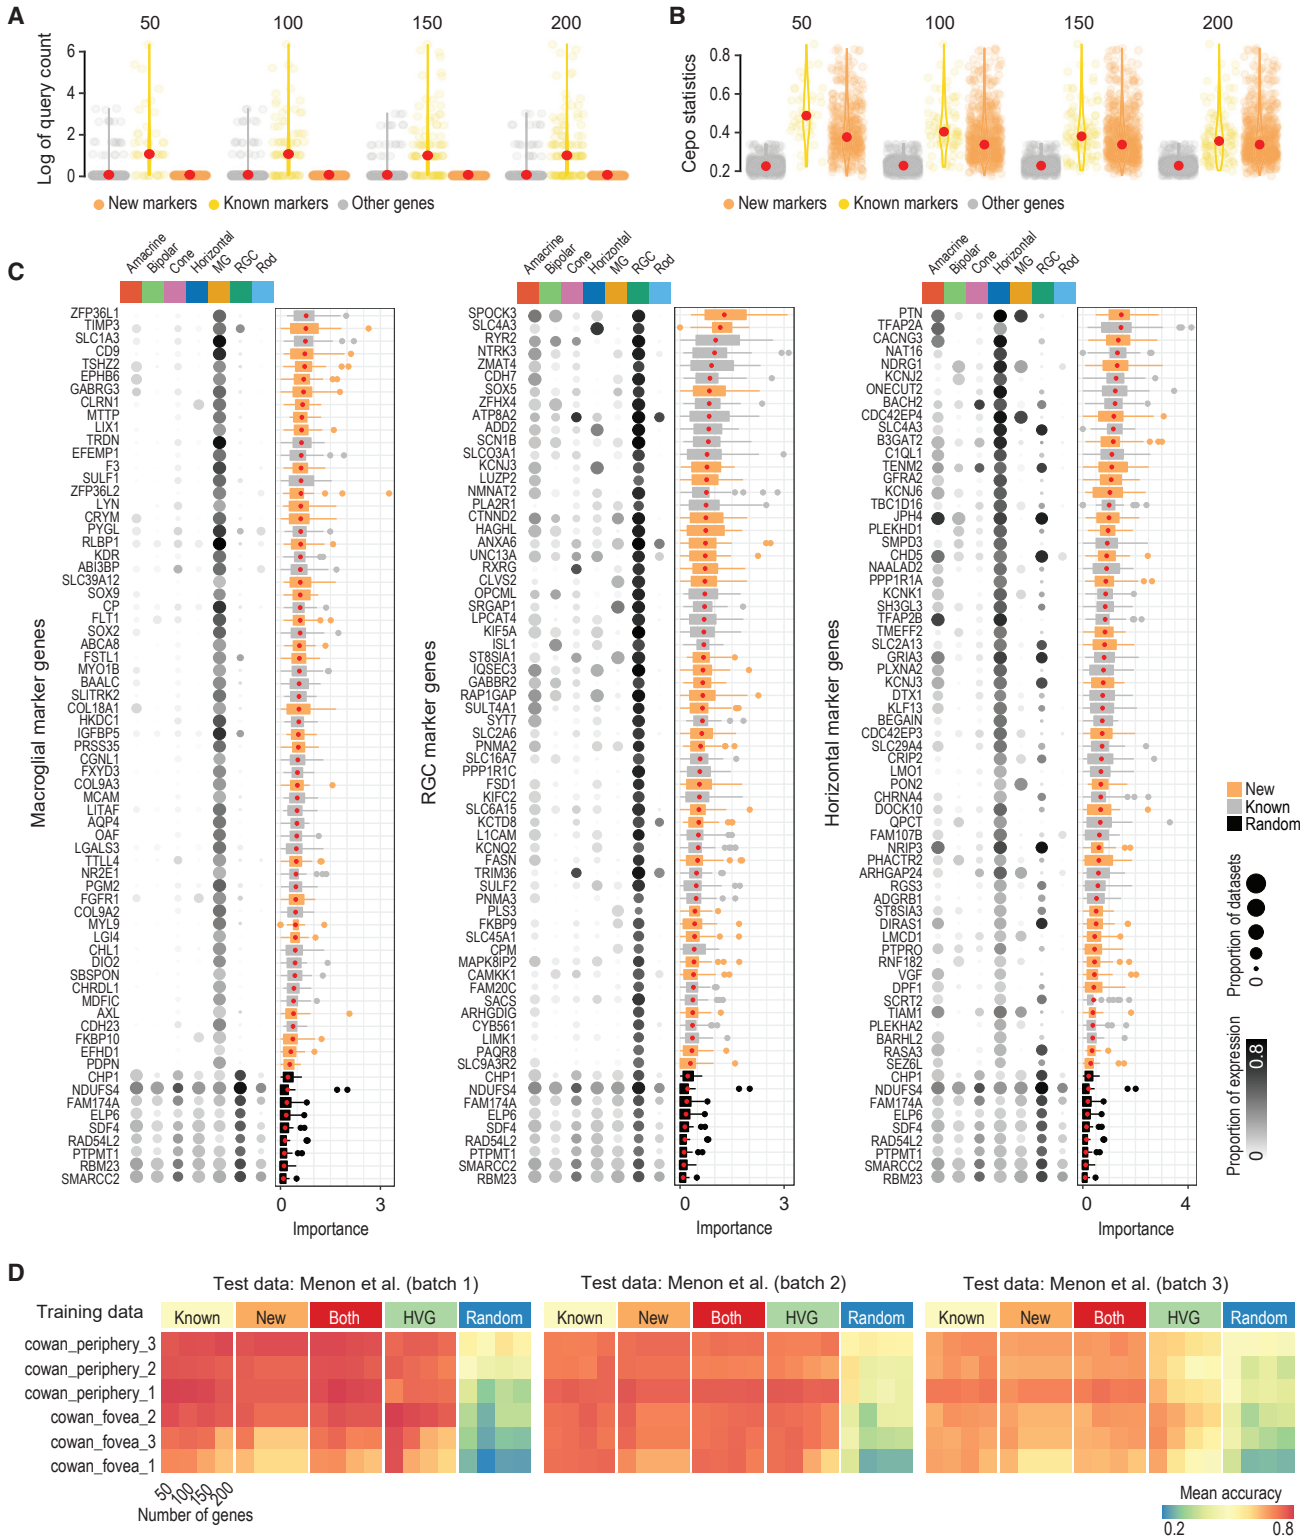 A
50
100
150
200
Log of query count
6
4
2
0
New markers
Known markers
Other genes
B
50
100
150
200
Cepo statistics
0.8
0.6
0.4
0.2
New markers
Known markers
Other genes
C
Amacrine
Bipolar
Cone
Horizontal
MG
RGC
Rod
Macroglial marker genes
ZFP36L1
TIMP3
SLC1A3
CD9
TSHZ2
EPHB6
GABRG3
CLRN1
MTTP
LIX1
TRDN
EFEMP1
F3
SULF1
ZFP36L2
LYN
CRYM
PYGL
RLBP1
KDR
ABI3BP
SLC39A12
SOX9
CP
FLT1
SOX2
ABCA8
FSTL1
MYO1B
BAALC
SLITRK2
COL18A1
HKDC1
IGFBP5
PRSS35
CGNL1
FXYD3
COL9A3
MCAM
LITAF
AQP4
OAF
LGALS3
TTLL4
NR2E1
PGM2
FGFR1
COL9A2
MYL9
LGI4
CHL1
DIO2
SBSPON
CHRDL1
MDFIC
AXL
CDH23
FKBP10
EFHD1
PDPN
CHP1
NDUFS4
FAM174A
ELP6
SDF4
RAD54L2
PTPMT1
RBM23
SMARCC2
0
3
Importance
Amacrine
Bipolar
Cone
Horizontal
MG
RGC
Rod
RGC marker genes
SPOCK3
SLC4A3
RYR2
NTRK3
ZMAT4
CDH7
SOX5
ZFHX4
ATP8A2
ADD2
SCN1B
SLCO3A1
KCNJ3
LUZP2
NMNAT2
PLA2R1
CTNND2
HAGHL
ANXA6
UNC13A
RXRG
CLVS2
OPCML
SRGAP1
LPCAT4
KIF5A
ISL1
ST8SIA1
IQSEC3
GABBR2
RAP1GAP
SULT4A1
SYT7
SLC2A6
PNMA2
SLC16A7
PPP1R1C
FSD1
KIFC2
SLC6A15
KCTD8
L1CAM
KCNQ2
FASN
TRIM36
SULF2
PNMA3
PLS3
FKBP9
SLC45A1
CPM
MAPK8IP2
CAMKK1
FAM20C
SACS
ARHGDIG
CYB561
LIMK1
PAQR8
SLC9A3R2
CHP1
NDUFS4
FAM174A
ELP6
SDF4
RAD54L2
PTPMT1
SMARCC2
RBM23
0
3
Importance
Amacrine
Bipolar
Cone
Horizontal
MG
RGC
Rod
Horizontal marker genes
PTN
TFAP2A
CACNG3
NAT16
NDRG1
KCNJ2
ONECUT2
BACH2
CDC42EP4
SLC4A3
B3GAT2
C1QL1
TENM2
GFRA2
KCNJ6
TBC1D16
JPH4
PLEKHD1
SMPD3
CHD5
NAALAD2
PPP1R1A
KCNK1
SH3GL3
TFAP2B
TMEFF2
SLC2A13
GRIA3
PLXNA2
KCNJ3
DTX1
KLF13
BEGAIN
CDC42EP3
SLC29A4
CRIP2
LMO1
PON2
CHRNA4
DOCK10
QPCT
FAM107B
NRIP3
PHACTR2
ARHGAP24
RGS3
ADGRB1
ST8SIA3
DIRAS1
LMCD1
PTPRO
RNF182
VGF
DPF1
SCRT2
TIAM1
PLEKHA2
BARHL2
RASA3
SEZ6L
CHP1
NDUFS4
FAM174A
ELP6
SDF4
RAD54L2
PTPMT1
SMARCC2
RBM23
0
4
Importance
New
Known
Random
Proportion of datasets
0
Proportion of expression
0.8
0
D
Test data: Menon et al. (batch 1)
Test data: Menon et al. (batch 2)
Test data: Menon et al. (batch 3)
Training data
Known
New
Both
HVG
Random
Known
New
Both
HVG
Random
Known
New
Both
HVG
Random
cowan_periphery_3
cowan_periphery_2
cowan_periphery_1
cowan_fovea_2
cowan_fovea_3
cowan_fovea_1
50
100
150
200
Number of genes
Mean accuracy
0.2
0.8